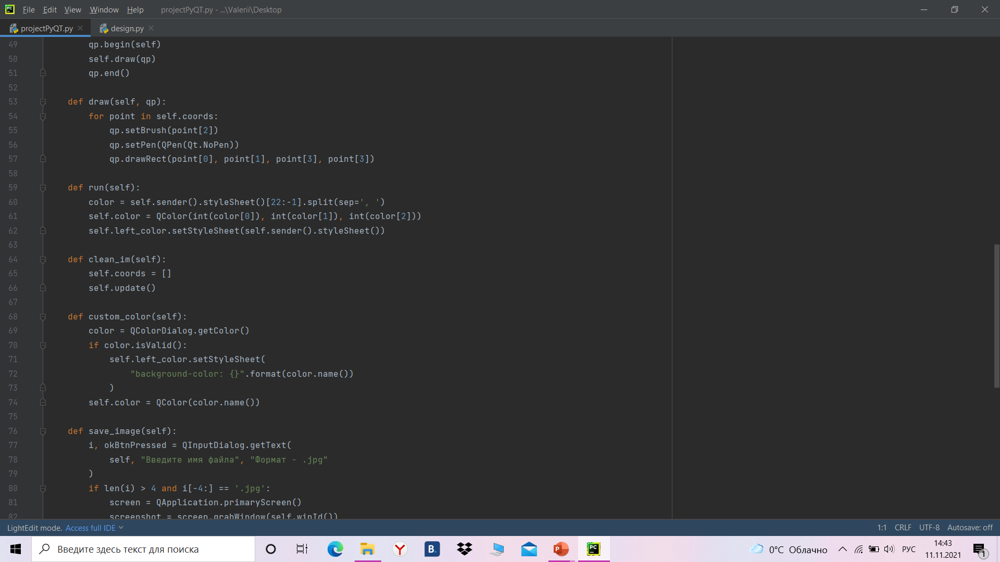 File Edit View Window Help projectPyQT.py - ...\Valerii\Desktop
projectPyQT.py design.py
49 qp.begin(self)
50 self.draw(qp)
51 qp.end()
52
53 def draw(self, qp):
54 for point in self.coords:
55 qp.setBrush(point[2])
56 qp.setPen(QPen(Qt.NoPen))
57 qp.drawRect(point[0], point[1], point[3], point[3])
58
59 def run(self):
60 color = self.sender().styleSheet()[22:-1].split(sep=', ')
61 self.color = QColor(int(color[0]), int(color[1]), int(color[2]))
62 self.left_color.setStyleSheet(self.sender().styleSheet())
63
64 def clean_im(self):
65 self.coords = []
66 self.update()
67
68 def custom_color(self):
69 color = QColorDialog.getColor()
70 if color.isValid():
71 self.left_color.setStyleSheet(
72 "background-color: {}".format(color.name())
73 )
74 self.color = QColor(color.name())
75
76 def save_image(self):
77 i, okBtnPressed = QInputDialog.getText(
78 self, "Введите имя файла", "Формат - .jpg"
79 )
80 if len(i) > 4 and i[-4:] == '.jpg':
81 screen = QApplication.primaryScreen()
82 screenshot = screen.grabWindow(self.winId())
LightEdit mode. Access full IDE 1:1 CRLF UTF-8 Autosave: off
Введите здесь текст для поиска 0°C Облачно РУС 14:43
11.11.2021